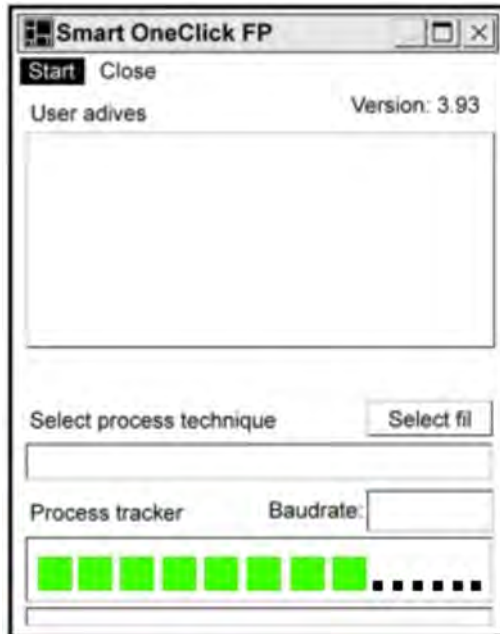 Smart OneClick FP
Start Close
User adives Version: 3.93
Select process technique Select fil
Process tracker Baudrate: